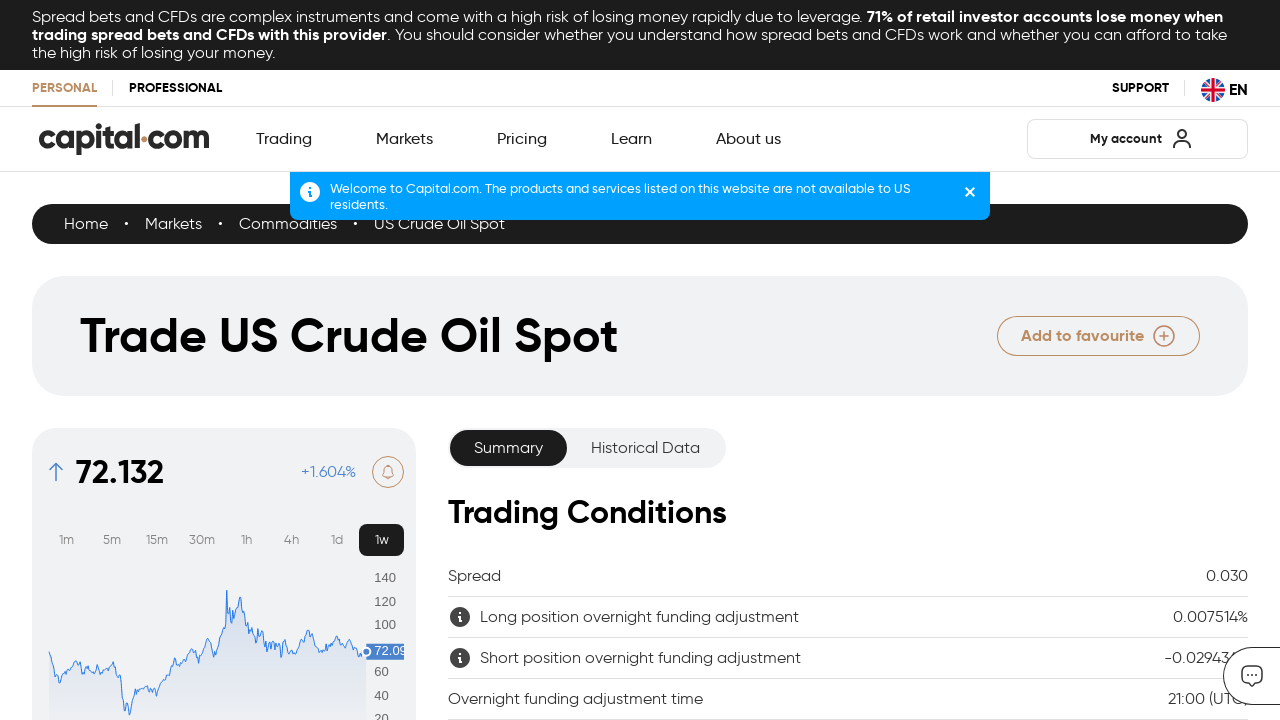 Spread bets and CFDs are complex instruments and come with a high risk of losing money rapidly due to leverage. 71% of retail investor accounts lose money when
trading spread bets and CFDs with this provider. You should consider whether you understand how spread bets and CFDs work and whether you can afford to take
the high risk of losing your money.
PERSONAL PROFESSIONAL SUPPORT EN
capital.com Trading Markets Pricing Learn About us My account
Welcome to Capital.com. The products and services listed on this website are not available to US
residents.
Home • Markets • Commodities • US Crude Oil Spot
Trade US Crude Oil Spot Add to favourite
Summary Historical Data
72.132 +1.604%
Trading Conditions
1m 5m 15m 30m 1h 4h 1d 1w
140
120
100
72.09
60
40
20
Spread 0.030
Long position overnight funding adjustment 0.007514%
Short position overnight funding adjustment
Overnight funding adjustment time 21:00 (UTC)